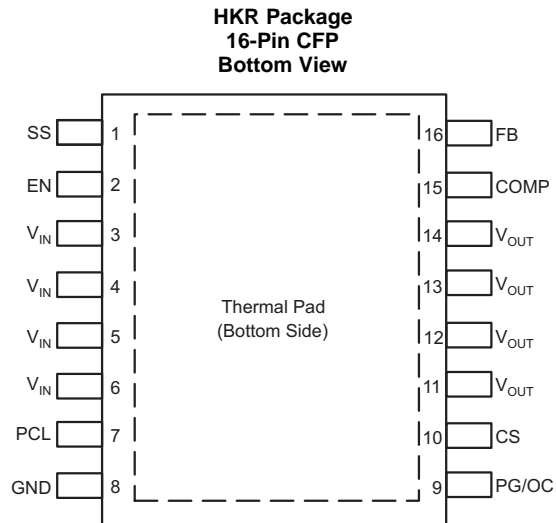 HKR Package
16-Pin CFP
Bottom View
SS 1 16 FB
EN 2 15 COMP
VIN 3 14 VOUT
VIN 4 13 VOUT
Thermal Pad
(Bottom Side)
VIN 5 12 VOUT
VIN 6 11 VOUT
PCL 7 10 CS
GND 8 9 PG/OC